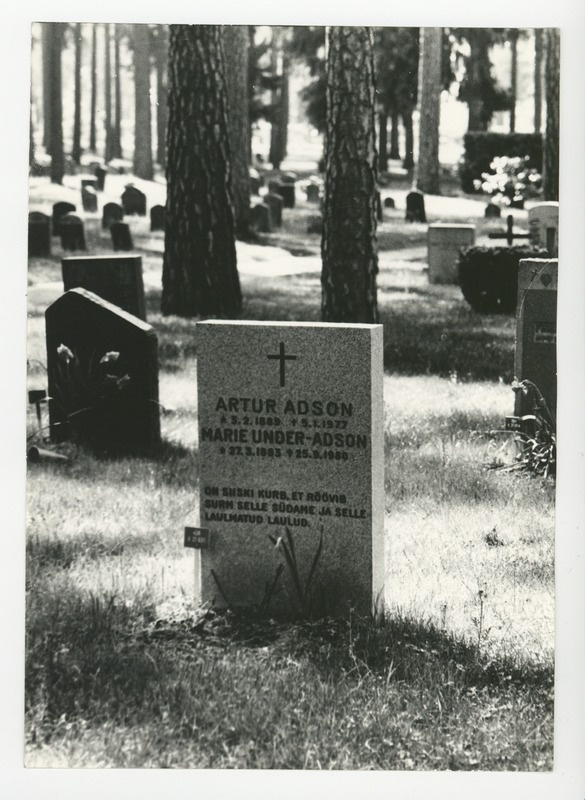 ARTUR ADSON
* 3.2.1889 † 5.1.1977
MARIE UNDER-ADSON
* 27.3.1883 † 25.9.1980
ON SIISKI KURB, ET RÖÖVIB
SURM SELLE SÜDAME JA SELLE
LAULMATUD LAULUD.